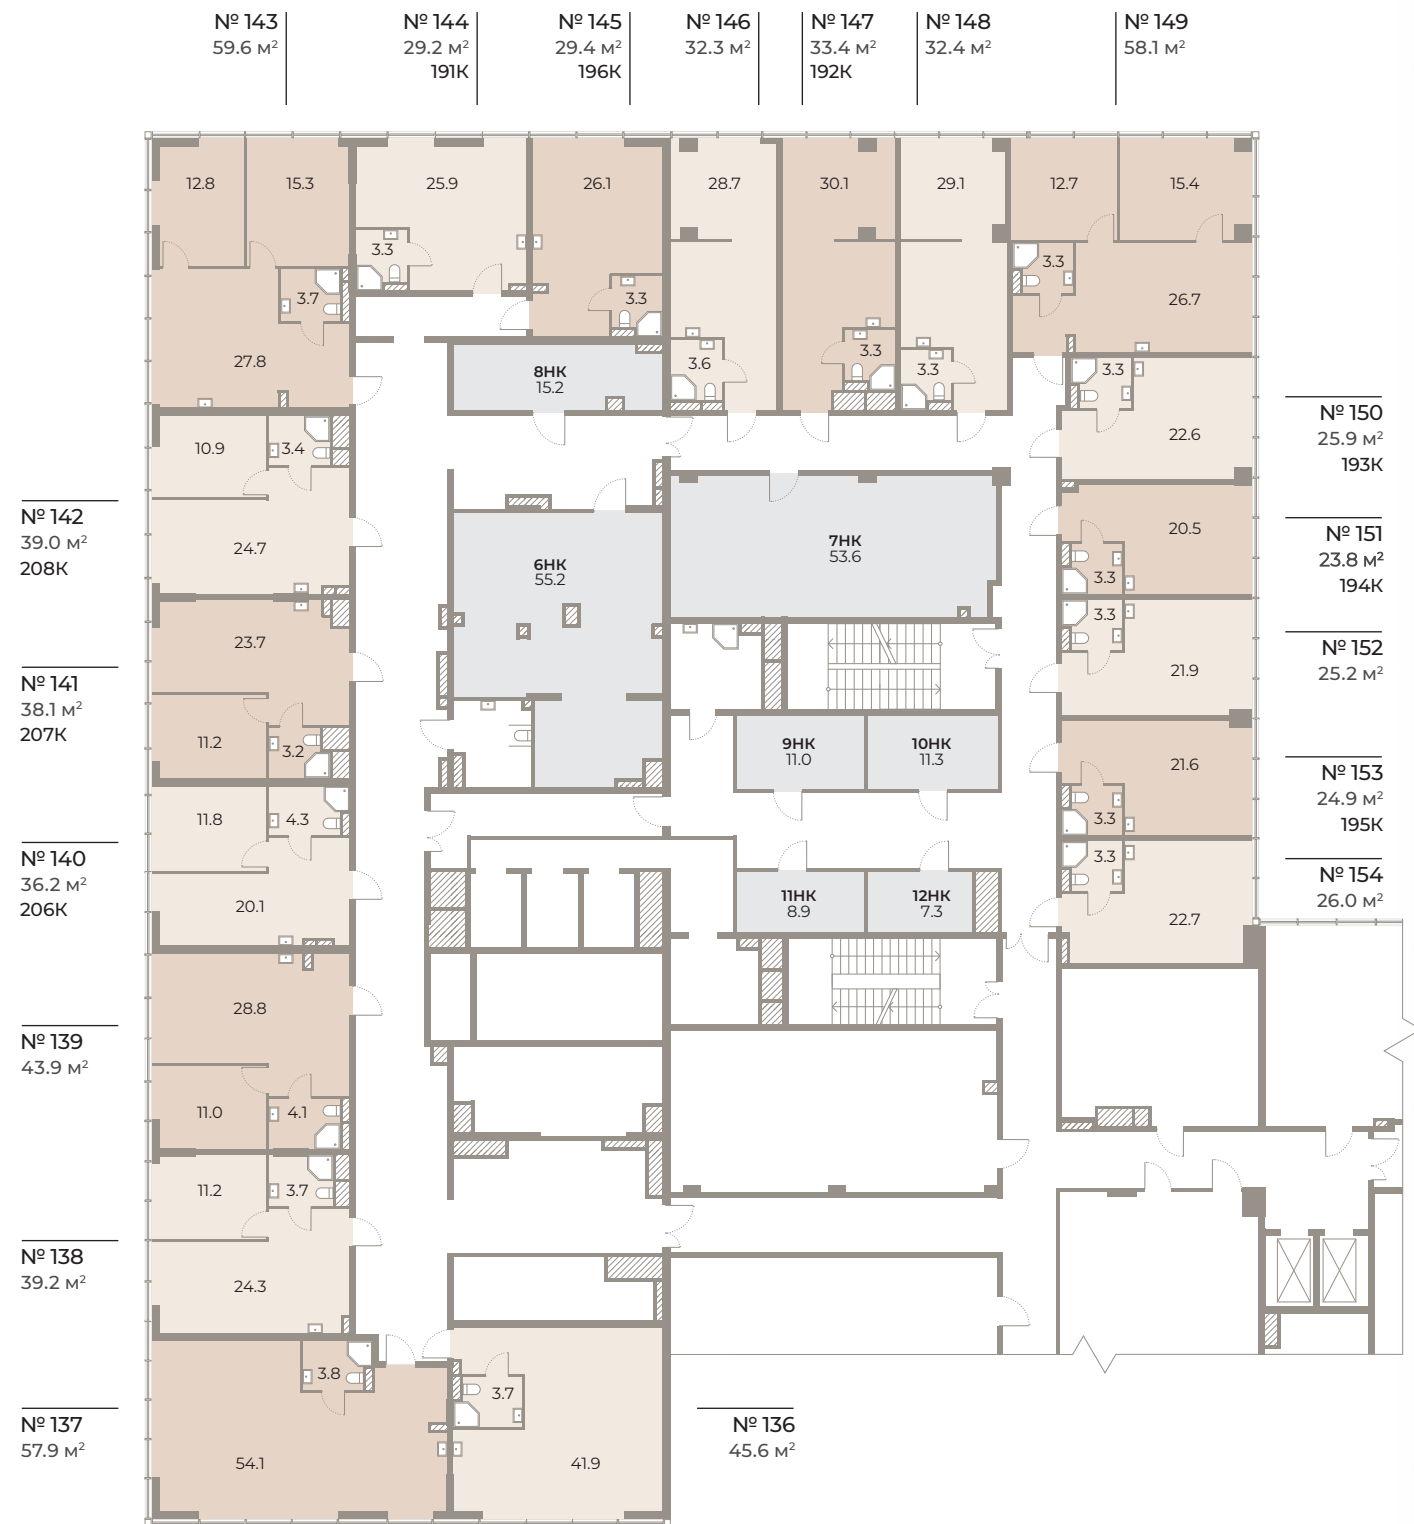 № 143
59.6 м²
№ 144
29.2 м²
191К
№ 145
29.4 м²
196К
№ 146
32.3 м²
№ 147
33.4 м²
192К
№ 148
32.4 м²
№ 149
58.1 м²
12.8
15.3
25.9
26.1
28.7
30.1
29.1
12.7
15.4
3.3
3.3
3.7
3.3
26.7
27.8
8НК
15.2
3.6
3.3
3.3
3.3
22.6
№ 150
25.9 м²
193К
10.9
3.4
№ 142
39.0 м²
208К
24.7
6НК
55.2
7НК
53.6
20.5
3.3
№ 151
23.8 м²
194К
23.7
3.3
21.9
№ 152
25.2 м²
№ 141
38.1 м²
207К
11.2
3.2
9НК
11.0
10НК
11.3
21.6
3.3
№ 153
24.9 м²
195К
11.8
4.3
№ 140
36.2 м²
206К
20.1
11НК
8.9
12НК
7.3
3.3
22.7
№ 154
26.0 м²
28.8
№ 139
43.9 м²
11.0
4.1
11.2
3.7
№ 138
39.2 м²
24.3
3.8
3.7
№ 137
57.9 м²
54.1
41.9
№ 136
45.6 м²